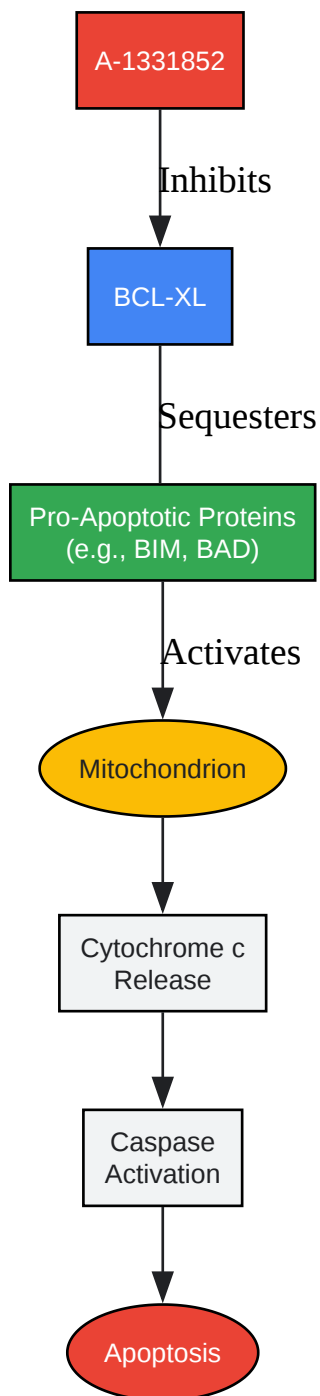 A-1331852
Inhibits
BCL-XL
Sequesters
Pro-Apoptotic Proteins
(e.g., BIM, BAD)
Activates
Mitochondrion
Cytochrome c
Release
Caspase
Activation
Apoptosis